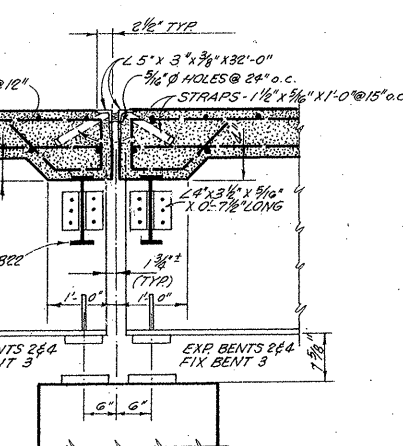 2½" TYP.
∠ 5" X 3" X ⅜" X 32'-0"
5/16" Ø HOLES @ 24" o.c.
@ 12"
STRAPS - 1½" X 5/16" X 1'-0" @ 15" o.c.
∠ 4" X 3½" X 5/16"
X 0'-7½" LONG
822
1¾"±
(TYP.)
1'-0" 1'-0"
NTS 2 & 4
NT 3
EXP. BENTS 2 & 4
FIX BENT 3
7⅝"
6" 6"